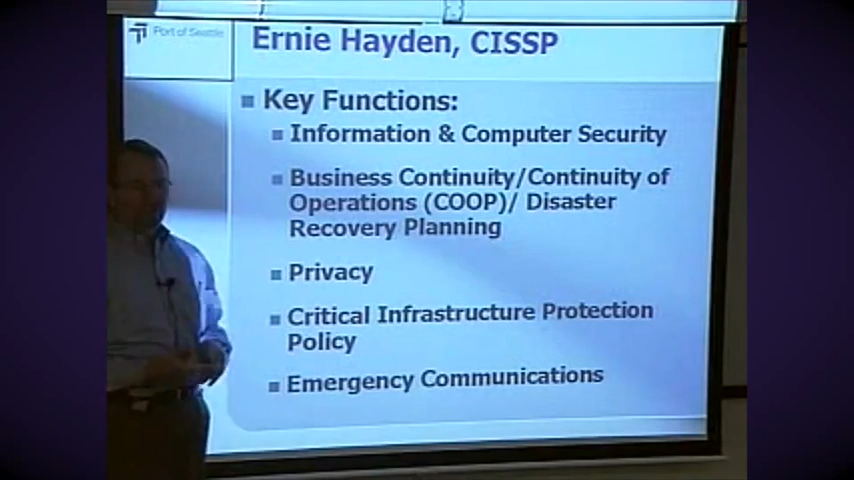 Port of Seattle
Ernie Hayden, CISSP
Key Functions:
Information & Computer Security
Business Continuity/Continuity of
Operations (COOP)/ Disaster
Recovery Planning
Privacy
Critical Infrastructure Protection
Policy
Emergency Communications